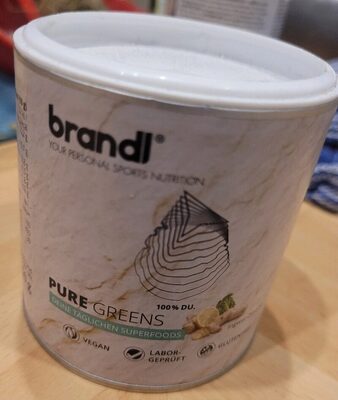 brandl®
YOUR PERSONAL SPORTS NUTRITION
100% DU.
PURE GREENS
DEINE TÄGLICHEN SUPERFOODS
VEGAN
LABOR-
GEPRÜFT